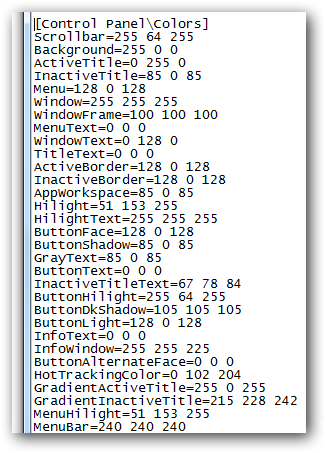 [Control Panel\Colors]
Scrollbar=255 64 255
Background=255 0 0
ActiveTitle=0 255 0
InactiveTitle=85 0 85
Menu=128 0 128
Window=255 255 255
WindowFrame=100 100 100
MenuText=0 0 0
WindowText=0 128 0
TitleText=0 0 0
ActiveBorder=128 0 128
InactiveBorder=128 0 128
AppWorkspace=85 0 85
Hilight=51 153 255
HilightText=255 255 255
ButtonFace=128 0 128
ButtonShadow=85 0 85
GrayText=85 0 85
ButtonText=0 0 0
InactiveTitleText=67 78 84
ButtonHilight=255 64 255
ButtonDkShadow=105 105 105
ButtonLight=128 0 128
InfoText=0 0 0
InfoWindow=255 255 225
ButtonAlternateFace=0 0 0
HotTrackingColor=0 102 204
GradientActiveTitle=255 0 255
GradientInactiveTitle=215 228 242
MenuHilight=51 153 255
MenuBar=240 240 240